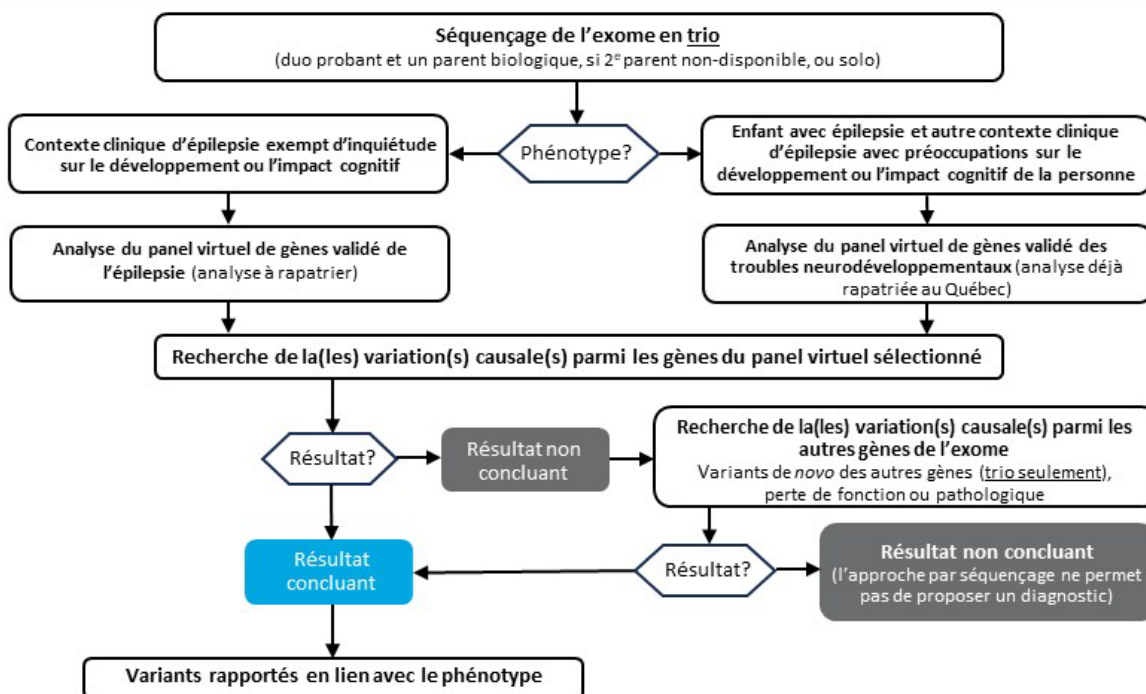 Séquençage de l'exome en trio
(duo probant et un parent biologique, si 2e parent non-disponible, ou solo)
Contexte clinique d'épilepsie exempt d'inquiétude
sur le développement ou l'impact cognitif
Phénotype?
Enfant avec épilepsie et autre contexte clinique
d'épilepsie avec préoccupations sur le
développement ou l'impact cognitif de la personne
Analyse du panel virtuel de gènes validé de
l'épilepsie (analyse à rapatrier)
Analyse du panel virtuel de gènes validé des
troubles neurodéveloppementaux (analyse déjà
rapatriée au Québec)
Recherche de la(les) variation(s) causale(s) parmi les gènes du panel virtuel sélectionné
Résultat?
Résultat non
concluant
Recherche de la(les) variation(s) causale(s) parmi les
autres gènes de l'exome
Variants de novo des autres gènes (trio seulement),
perte de fonction ou pathologique
Résultat
concluant
Résultat?
Résultat non concluant
(l'approche par séquençage ne permet
pas de proposer un diagnostic)
Variants rapportés en lien avec le phénotype